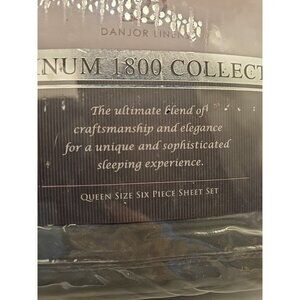 DANJOR LINEN
NUM 1800 COLLECT
The ultimate blend of
craftsmanship and elegance
for a unique and sophisticated
sleeping experience.
QUEEN SIZE SIX PIECE SHEET SET